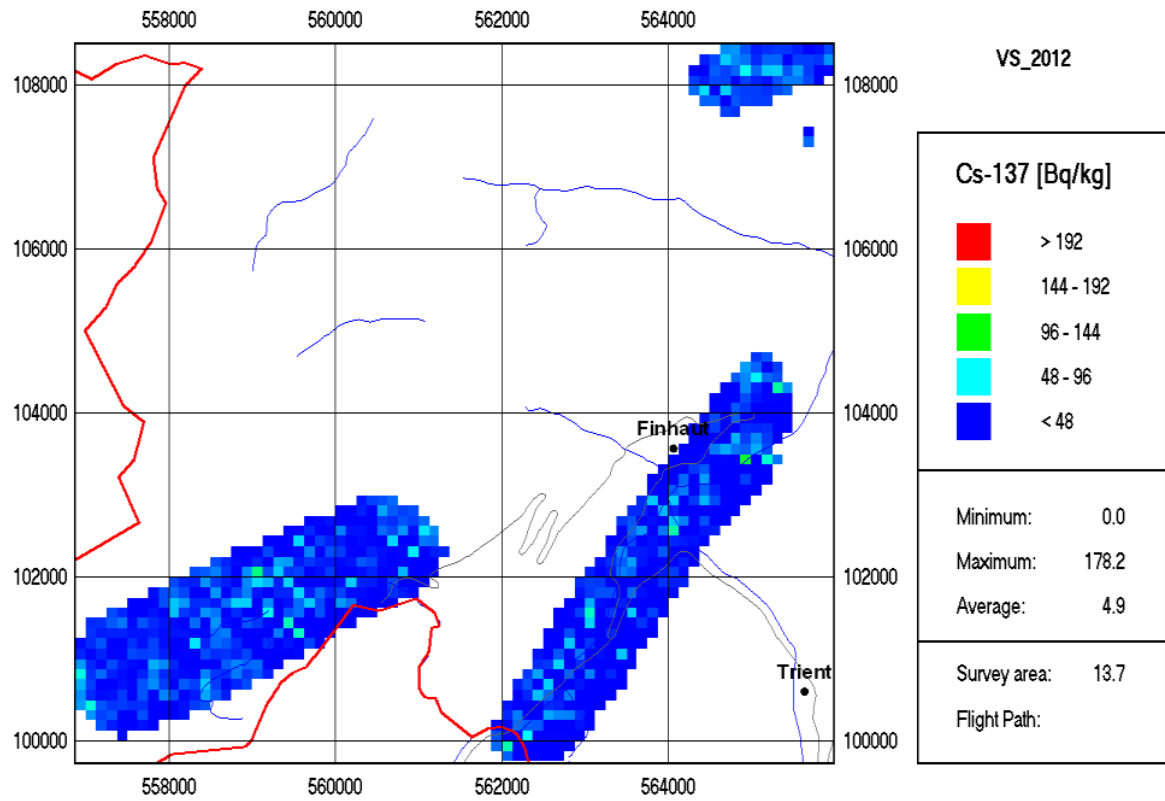 558000 560000 562000 564000
VS_2012
108000 108000
106000 106000
104000 104000
102000 102000
100000 100000
Finhaut
Trient
558000 560000 562000 564000
Cs-137 [Bq/kg]
> 192
144 - 192
96 - 144
48 - 96
< 48
Minimum: 0.0
Maximum: 178.2
Average: 4.9
Survey area: 13.7
Flight Path: